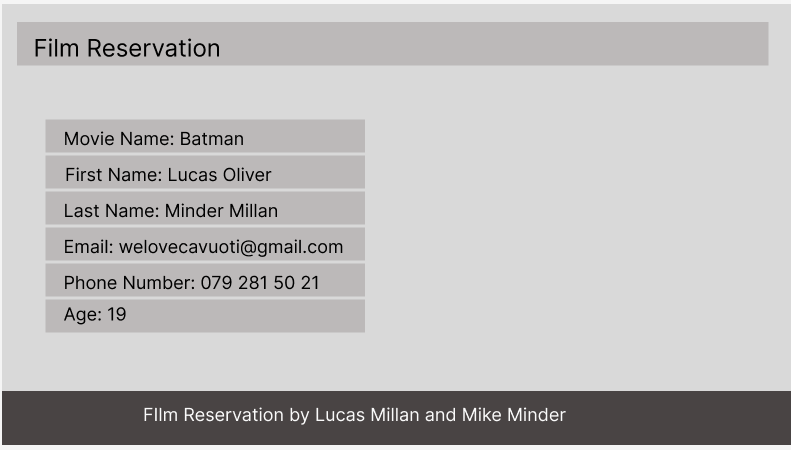 Film Reservation
Movie Name: Batman
First Name: Lucas Oliver
Last Name: Minder Millan
Email: welovecavuoti@gmail.com
Phone Number: 079 281 50 21
Age: 19
FIlm Reservation by Lucas Millan and Mike Minder